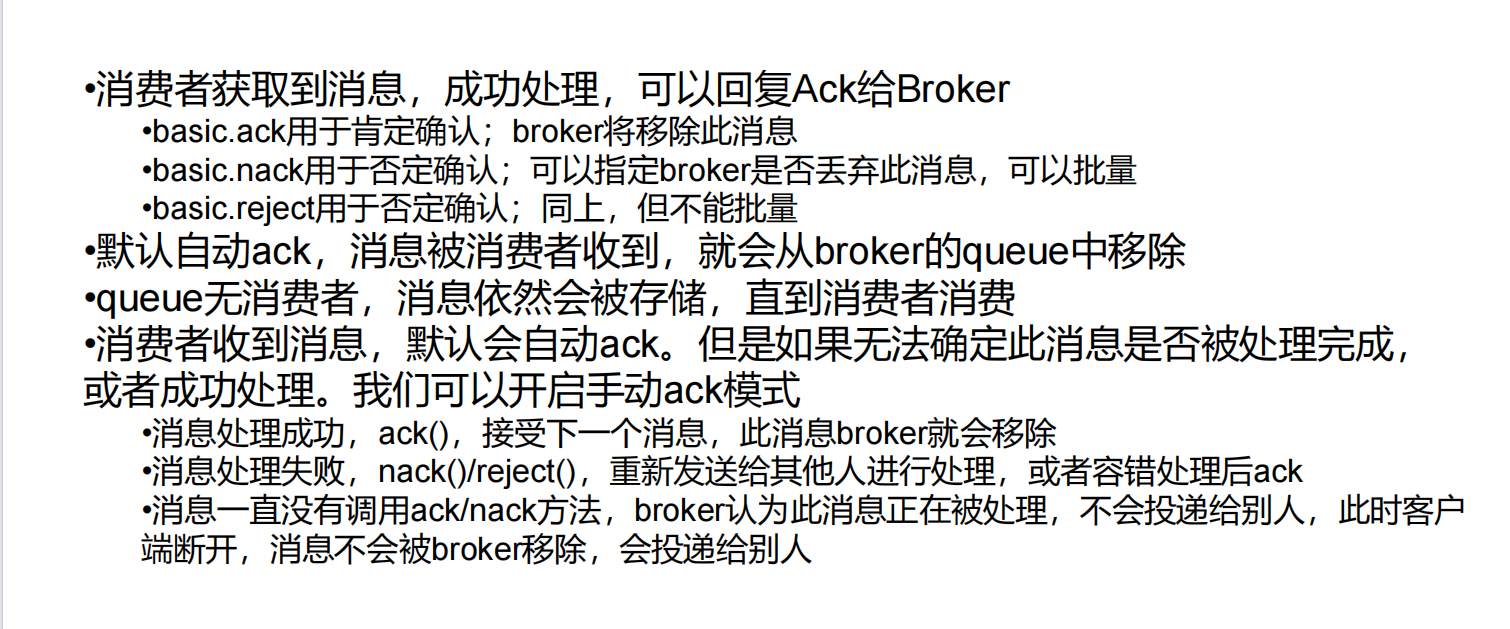 •消费者获取到消息，成功处理，可以回复Ack给Broker
•basic.ack用于肯定确认；broker将移除此消息
•basic.nack用于否定确认；可以指定broker是否丢弃此消息，可以批量
•basic.reject用于否定确认；同上，但不能批量
•默认自动ack，消息被消费者收到，就会从broker的queue中移除
•queue无消费者，消息依然会被存储，直到消费者消费
•消费者收到消息，默认会自动ack。但是如果无法确定此消息是否被处理完成，
或者成功处理。我们可以开启手动ack模式
•消息处理成功，ack()，接受下一个消息，此消息broker就会移除
•消息处理失败，nack()/reject()，重新发送给其他人进行处理，或者容错处理后ack
•消息一直没有调用ack/nack方法，broker认为此消息正在被处理，不会投递给别人，此时客户
端断开，消息不会被broker移除，会投递给别人